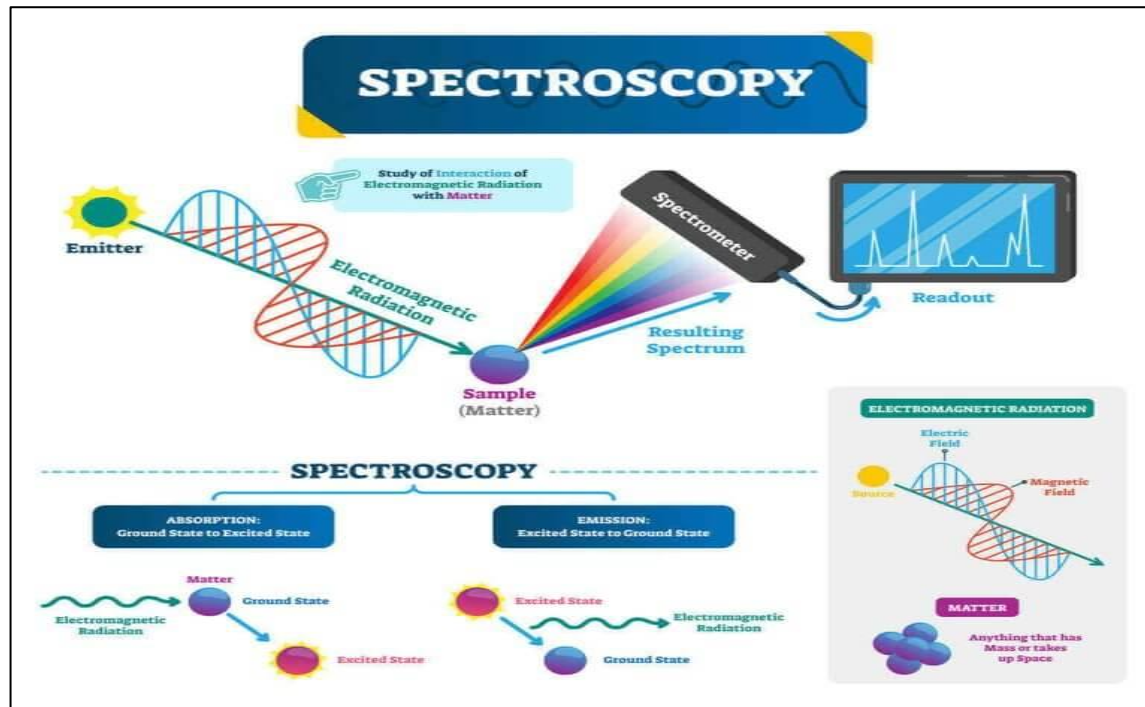 SPECTROSCOPY
Study of Interaction of
Electromagnetic Radiation
with Matter
Emitter
Electromagnetic
Radiation
Sample
(Matter)
Spectrometer
Resulting
Spectrum
Readout
SPECTROSCOPY
ABSORPTION:
Ground State to Excited State
Matter
Ground State
Electromagnetic
Radiation
Excited State
EMISSION:
Excited State to Ground State
Excited State
Electromagnetic
Radiation
Ground State
ELECTROMAGNETIC RADIATION
Electric
Field
Source
Magnetic
Field
MATTER
Anything that has
Mass or takes
up Space